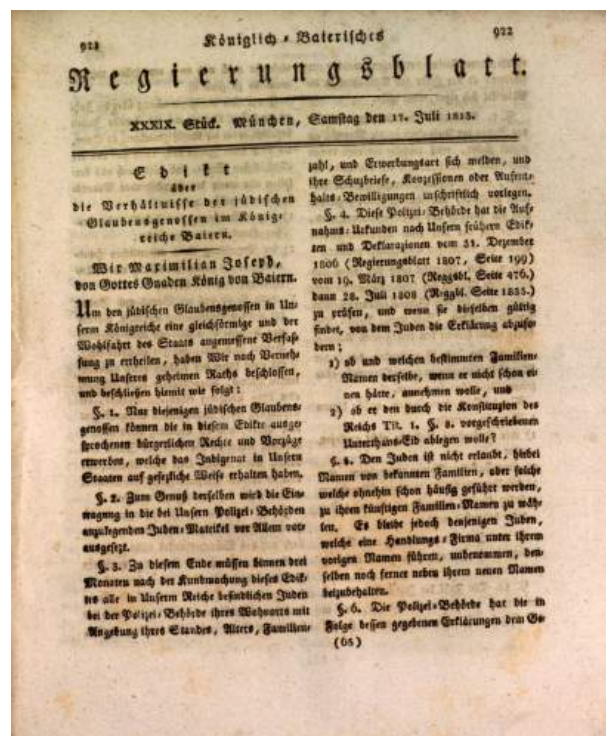 921
Königlich-Baierisches
922
Regierungsblatt.
XXXIX. Stück. München, Samstag den 17. Juli 1813.
Edikt
über
die Verhältnisse der jüdischen
Glaubensgenossen im König-
reiche Baiern.
Wir Maximilian Joseph,
von Gottes Gnaden König von Baiern.
Um den jüdischen Glaubensgenossen in Un-
serm Königreiche eine gleichförmige und der
Wohlfahrt des Staats angemessene Verfas-
sung zu ertheilen, haben Wir nach Verneh-
mung Unseres geheimen Raths beschlossen,
und beschließen hiemit wie folgt:
§. 1. Nur diejenigen jüdischen Glaubens-
genossen können die in diesem Edikte ausge-
sprochenen bürgerlichen Rechte und Vorzüge
erwerben, welche das Indigenat in Unsern
Staaten auf gesezliche Weise erhalten haben.
§. 2. Zum Genuß derselben wird die Ein-
tragung in die bei Unsern Polizei-Behörden
anzulegenden Juden-Matrikel vor Allem vor-
ausgesezt.
§. 3. Zu diesem Ende müssen binnen drei
Monaten nach der Kundmachung dieses Edik-
tes alle in Unserm Reiche befindlichen Juden
bei der Polizei-Behörde ihres Wohnorts mit
Angebung ihres Standes, Alters, Familien-
zahl, und Erwerbungsart sich melden, und
ihre Schuzbriefe, Konzessionen oder Aufent-
halts-Bewilligungen urschriftlich vorlegen.
§. 4. Diese Polizei-Behörde hat die Auf-
nahms-Urkunden nach Unsern frühern Edik-
ten und Deklarazionen vom 31. Dezember
1806 (Regierungsblatt 1807, Seite 199)
vom 19. März 1807 (Reggsbl. Seite 476.)
dann 28. Juli 1808 (Reggbl. Seite 1835.)
zu prüfen, und wenn sie dieselben gültig
findet, von dem Juden die Erklärung abzufo-
dern;
1) ob und welchen bestimmten Familien-
Namen derselbe, wenn er nicht schon ei-
nen hätte, annehmen wolle, und
2) ob er den durch die Konstituzion des
Reichs Tit. 1. §. 8. vorgeschriebenen
Unterthans-Eid ablegen wolle?
§. 5. Den Juden ist nicht erlaubt, hiebei
Namen von bekannten Familien, oder solche
welche ohnehin schon häufig geführt werden,
zu ihren künftigen Familien-Namen zu wäh-
len. Es bleibe jedoch denjenigen Juden,
welche eine Handlungs-Firma unter ihrem
vorigen Namen führen, unbenommen, den-
selben noch ferner neben ihrem neuen Namen
beizubehalten.
§. 6. Die Polizei-Behörde hat die in
Folge dessen gegebenen Erklärungen dem Ge-
(65)